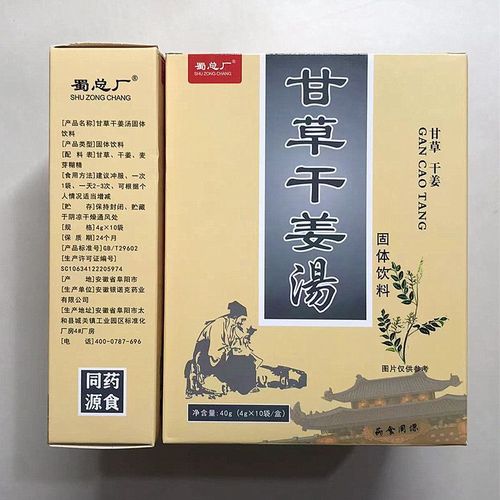 蜀总厂®
SHU ZONG CHANG
[产品名称]甘草干姜汤固体
饮料
[产品类型]固体饮料
[配 料 表]甘草、干姜、麦
芽糊精
[食用方法]建议冲服、一次
1袋、一天2-3次、可根据个
人情况适当增减
[贮 存]保持封闭、贮藏
于阴凉干燥通风处
[规 格]4g×10袋
[保 质 期]24个月
[产品标准号]GB/T29602
[生产许可证编号]
SC10634122205974
[产 地]安徽省阜阳市
[生产企业]安徽银诺克药业
有限公司
[生产地址]安徽省阜阳市太
和县城关镇工业园区标准化
厂房4#厂房
[电 话]400-0787-696
同药
源食
蜀总厂®
SHU ZONG CHANG
甘草干姜湯
甘草 干姜
GAN CAO TANG
固体饮料
图片仅供参考
净含量:40g(4g×10袋/盒)
药食同源